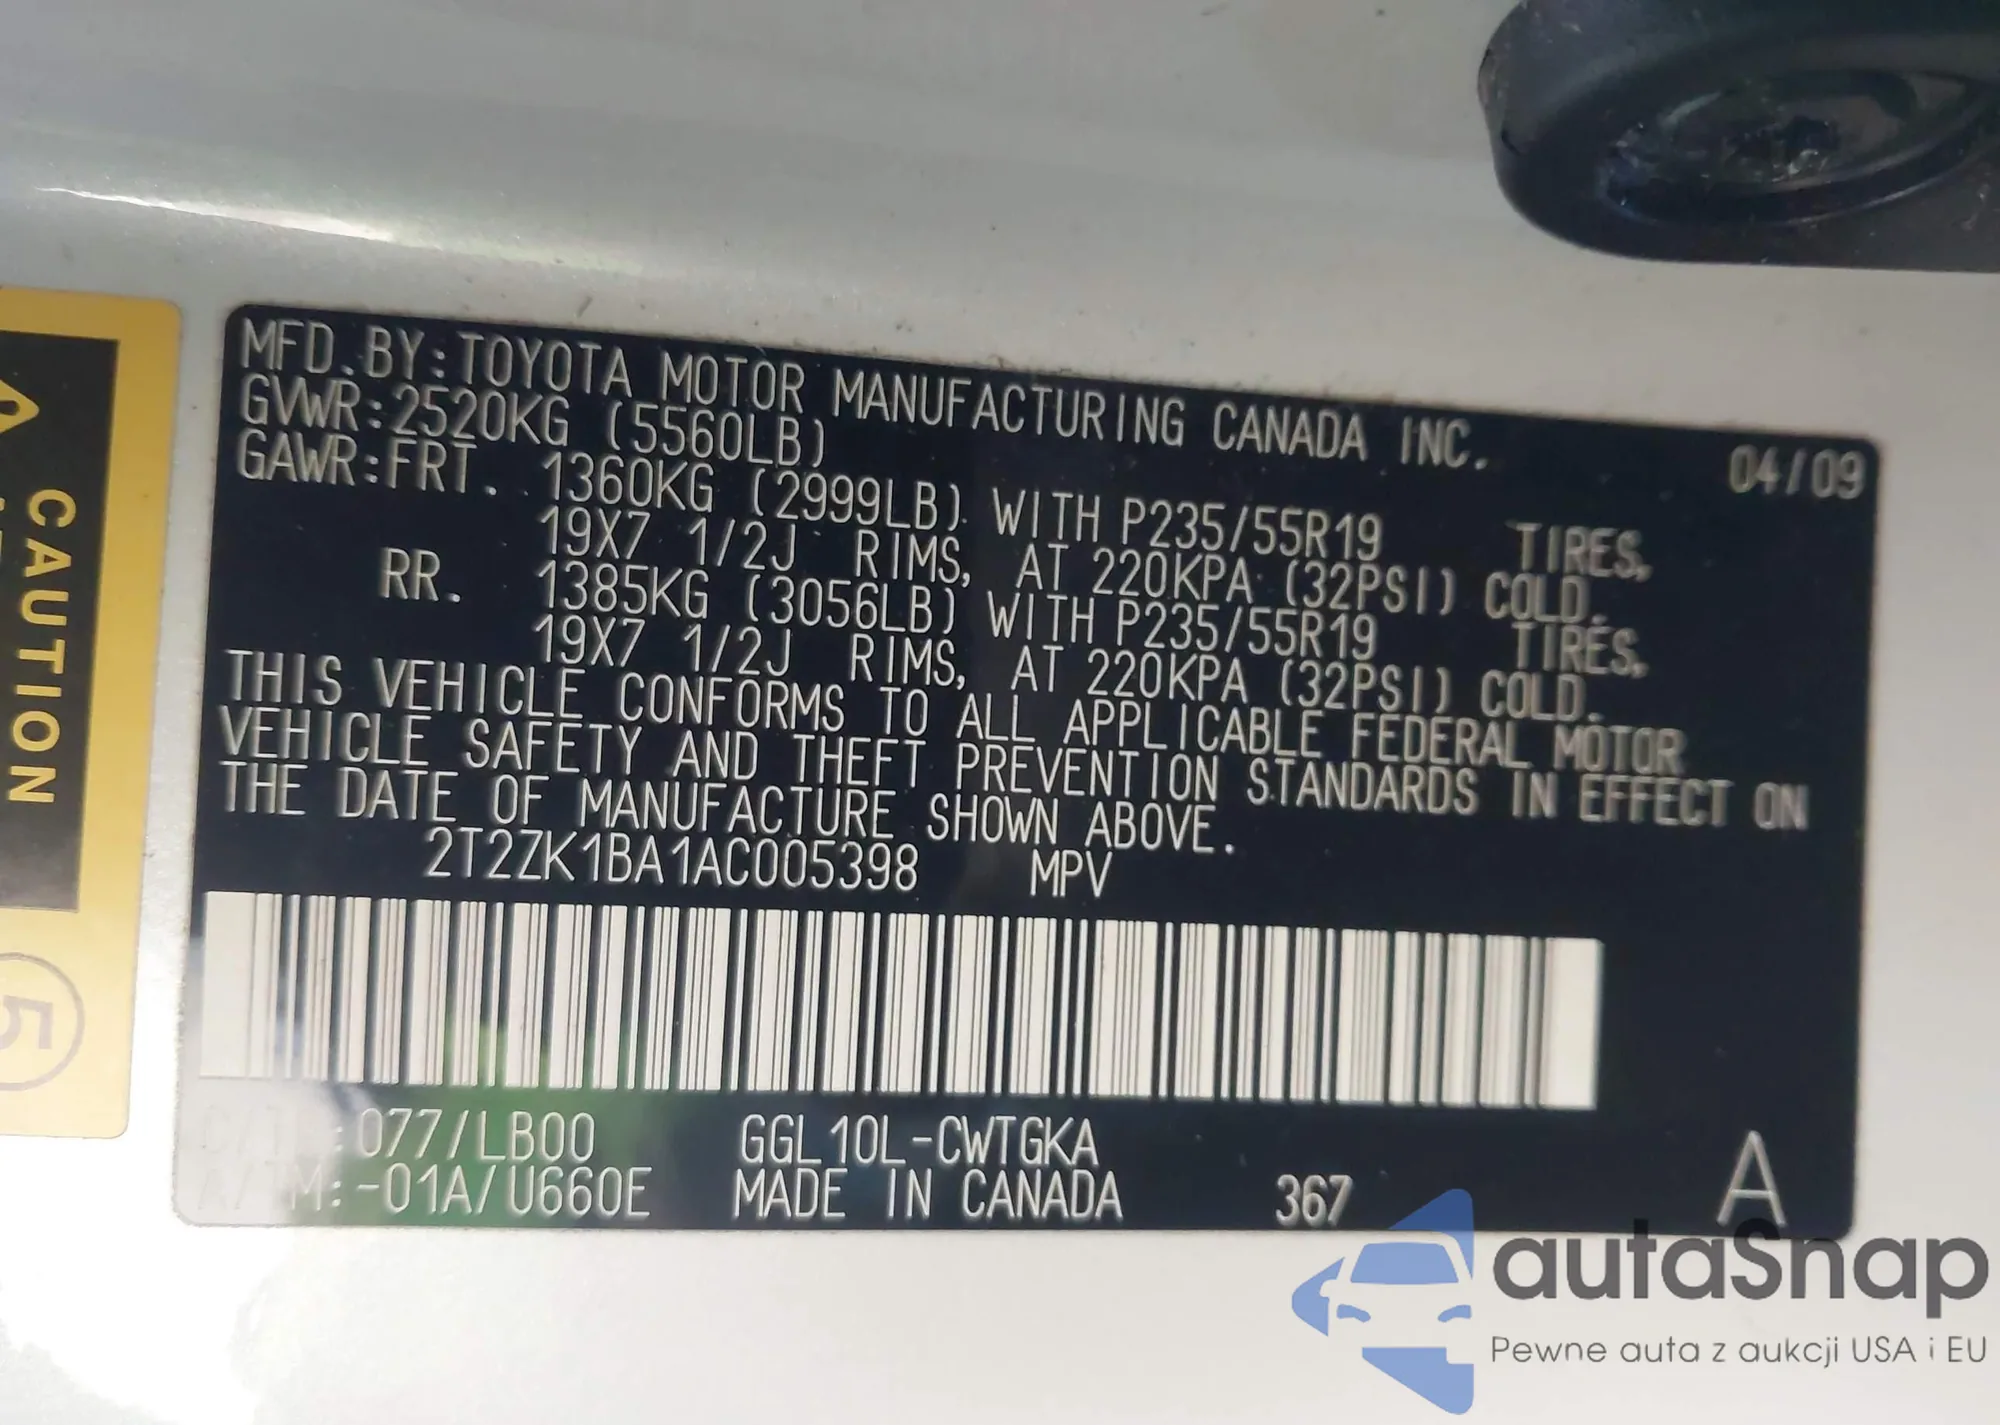 MFD.BY:TOYOTA MOTOR MANUFACTURING CANADA INC. 04/09
GVWR:2520KG (5560LB)
GAWR:FRT. 1360KG (2999LB) WITH P235/55R19 TIRES,
19X7 1/2J RIMS, AT 220KPA (32PSI) COLD.
RR. 1385KG (3056LB) WITH P235/55R19 TIRES,
19X7 1/2J RIMS, AT 220KPA (32PSI) COLD.
THIS VEHICLE CONFORMS TO ALL APPLICABLE FEDERAL MOTOR
VEHICLE SAFETY AND THEFT PREVENTION STANDARDS IN EFFECT ON
THE DATE OF MANUFACTURE SHOWN ABOVE.
2T2ZK1BA1AC005398 MPV
C/TR:077/LB00 GGL10L-CWTGKA
A/TM:-01A/U660E MADE IN CANADA 367 A
CAUTION
5
autaSnap
Pewne auta z aukcji USA i EU